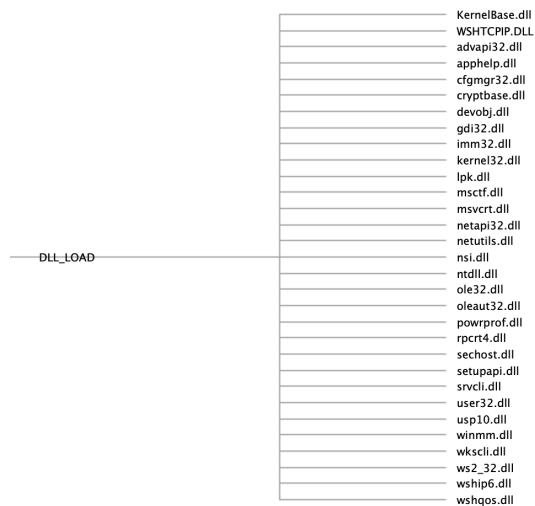 KernelBase.dll
WSHTCPIP.DLL
advapi32.dll
apphelp.dll
cfgmgr32.dll
cryptbase.dll
devobj.dll
gdi32.dll
imm32.dll
kernel32.dll
lpk.dll
msctf.dll
msvcrt.dll
netapi32.dll
netutils.dll
DLL_LOAD nsi.dll
ntdll.dll
ole32.dll
oleaut32.dll
powrprof.dll
rpcrt4.dll
sechost.dll
setupapi.dll
srvcli.dll
user32.dll
usp10.dll
winmm.dll
wkscli.dll
ws2_32.dll
wship6.dll
wshqos.dll